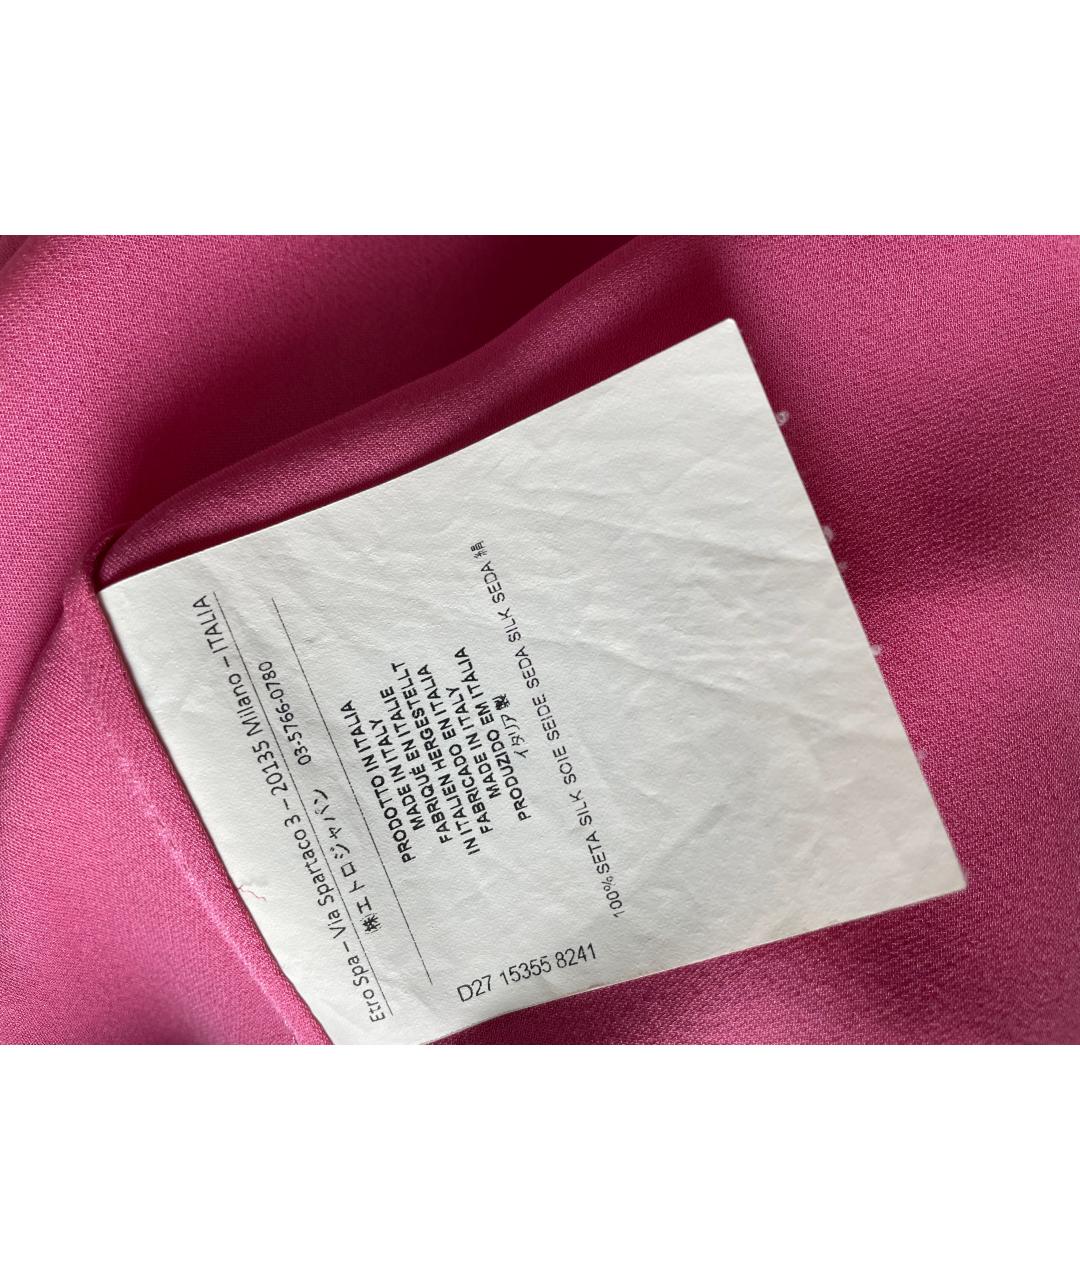 Etro Spa – Via Spartaco 3 – 20135 Milano – ITALIA
㈱エトロジャパン 03-5766-0780
PRODOTTO IN ITALIA
MADE IN ITALY
FABRIQUÉ EN ITALIE
FABLIEN HERGESTELLT
IN ITALIEN EN ITALIA
FABRICADO EN ITALY
MADE IN ITALY
PRODUZIDO EM ITALIA
イタリア製
100%SETA SILK SOIE SEIDE SEDA SILK SEDA 絹
D27 15355 8241